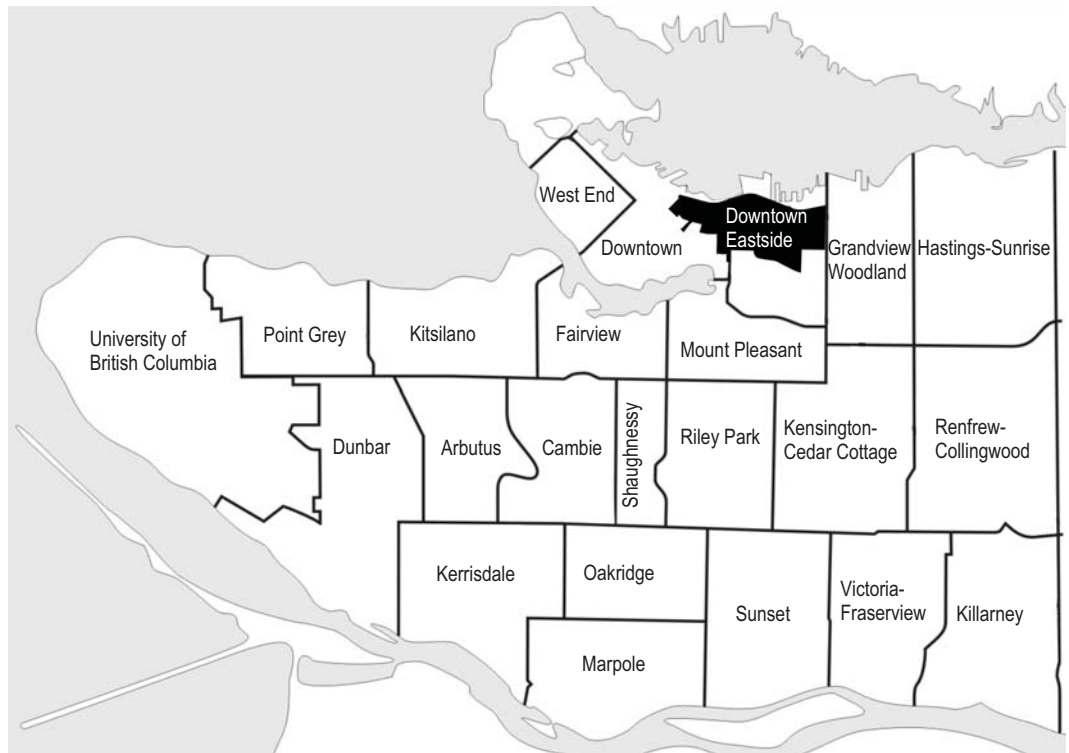 West End
Downtown
Downtown
Eastside
Grandview
Woodland
Hastings-Sunrise
University of
British Columbia
Point Grey
Kitsilano
Fairview
Mount Pleasant
Dunbar
Arbutus
Cambie
Shaughnessy
Riley Park
Kensington-
Cedar Cottage
Renfrew-
Collingwood
Kerrisdale
Oakridge
Marpole
Sunset
Victoria-
Fraserview
Killarney